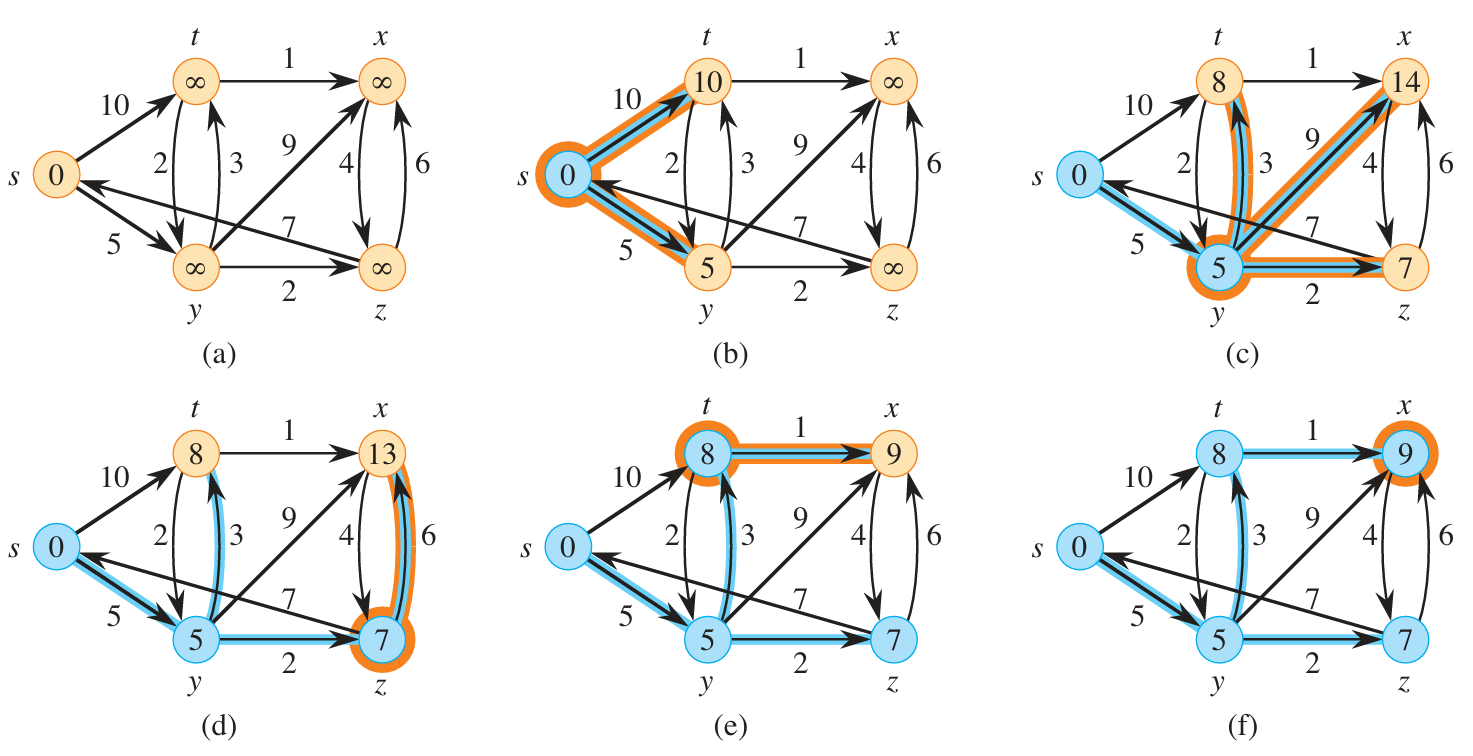 t x t x t x
1 1 1
∞ ∞ 10 ∞ 8 14
10 10 10
9 9 9
s 0 2 3 4 6 s 0 2 3 4 6 s 0 2 3 4 6
5 7 5 7 5 7
∞ ∞ 5 ∞ 5 7
2 2 2
y z y z y z
(a) (b) (c)
t x t x t x
1 1 1
8 13 8 9 8 9
10 10 10
9 9 9
s 0 2 3 4 6 s 0 2 3 4 6 s 0 2 3 4 6
5 7 5 7 5 7
5 7 5 7 5 7
2 2 2
y z y z y z
(d) (e) (f)